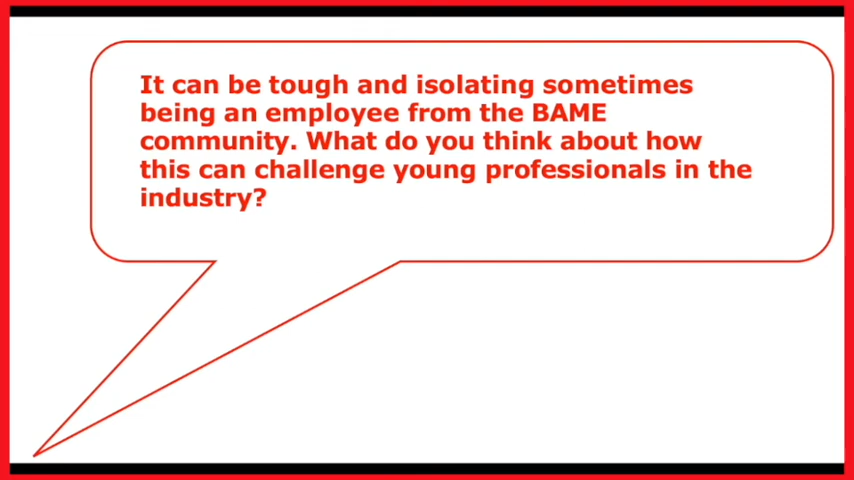 It can be tough and isolating sometimes
being an employee from the BAME
community. What do you think about how
this can challenge young professionals in the
industry?